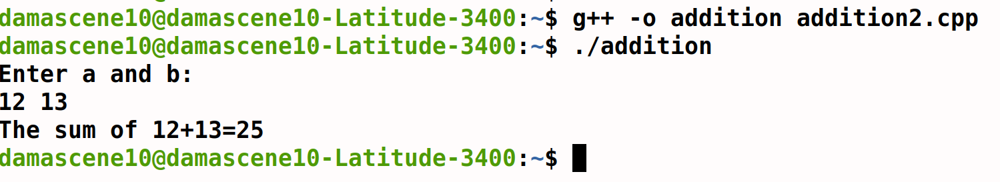 damascene10@damascene10-Latitude-3400:~$ g++ -o addition addition2.cpp
damascene10@damascene10-Latitude-3400:~$ ./addition
Enter a and b:
12 13
The sum of 12+13=25
damascene10@damascene10-Latitude-3400:~$